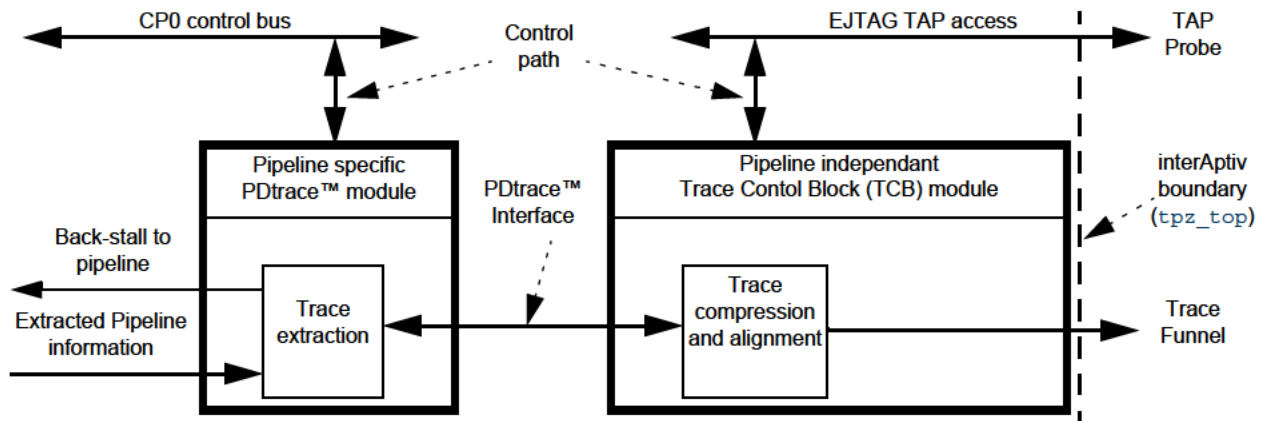 CP0 control bus
Control
path
EJTAG TAP access
TAP
Probe
Pipeline specific
PDtrace™ module
PDtrace™
Interface
Pipeline independant
Trace Contol Block (TCB) module
interAptiv
boundary
(tpz_top)
Back-stall to
pipeline
Extracted Pipeline
information
Trace
extraction
Trace
compression
and alignment
Trace
Funnel